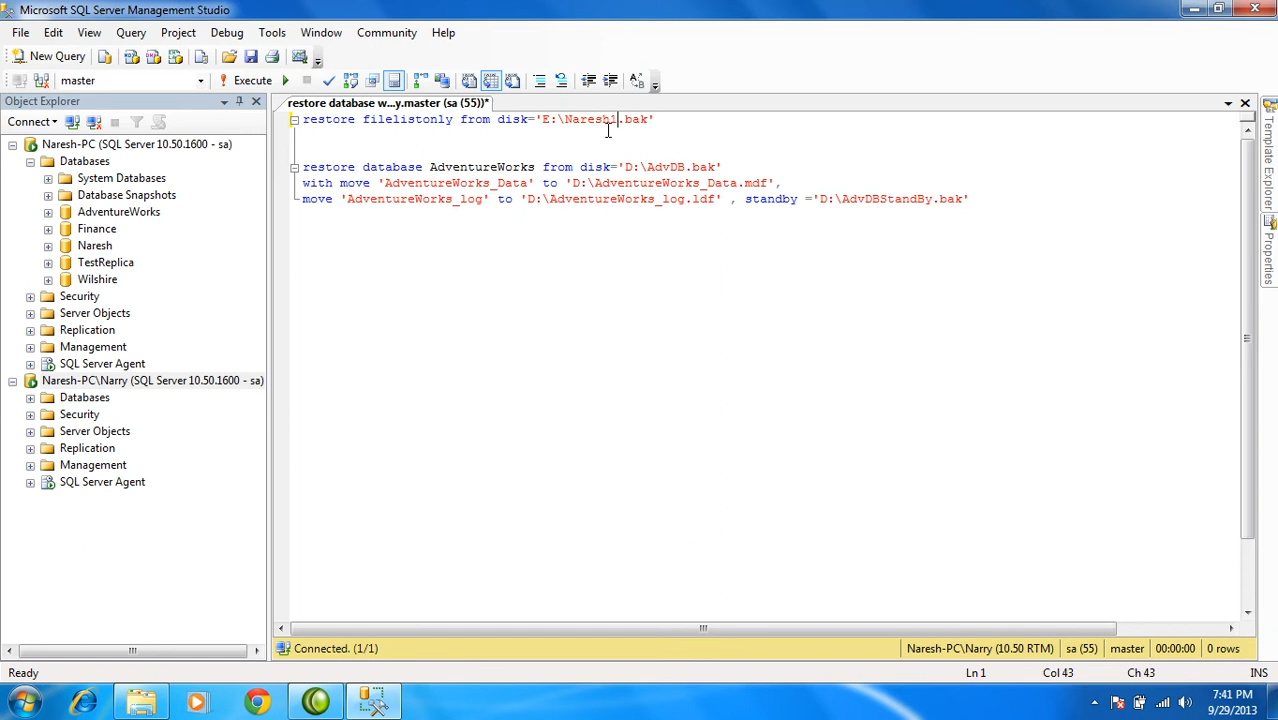 Microsoft SQL Server Management Studio
File Edit View Query Project Debug Tools Window Community Help
New Query
master Execute
Object Explorer
restore database w...y.master (sa (55))*
Connect
Naresh-PC (SQL Server 10.50.1600 - sa)
Databases
System Databases
Database Snapshots
AdventureWorks
Finance
Naresh
TestReplica
Wilshire
Security
Server Objects
Replication
Management
SQL Server Agent
Naresh-PC\Narry (SQL Server 10.50.1600 - sa)
Databases
Security
Server Objects
Replication
Management
SQL Server Agent
restore filelistonly from disk='E:\Naresh1.bak'
restore database AdventureWorks from disk='D:\AdvDB.bak'
with move 'AdventureWorks_Data' to 'D:\AdventureWorks_Data.mdf',
move 'AdventureWorks_log' to 'D:\AdventureWorks_log.ldf' , standby ='D:\AdvDBStandBy.bak'
Template Explorer
Properties
Connected. (1/1) Naresh-PC\Narry (10.50 RTM) sa (55) master 00:00:00 0 rows
Ready Ln 1 Col 43 Ch 43 INS
7:41 PM
9/29/2013